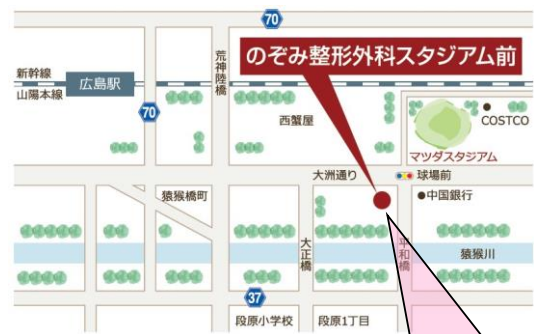 70
のぞみ整形外科スタジアム前
荒神陸橋
新幹線
広島駅
山陽本線
70
西蟹屋
COSTCO
マツダスタジアム
大洲通り
球場前
猿猴橋町
中国銀行
大正橋
平和橋
猿猴川
37
段原小学校
段原1丁目